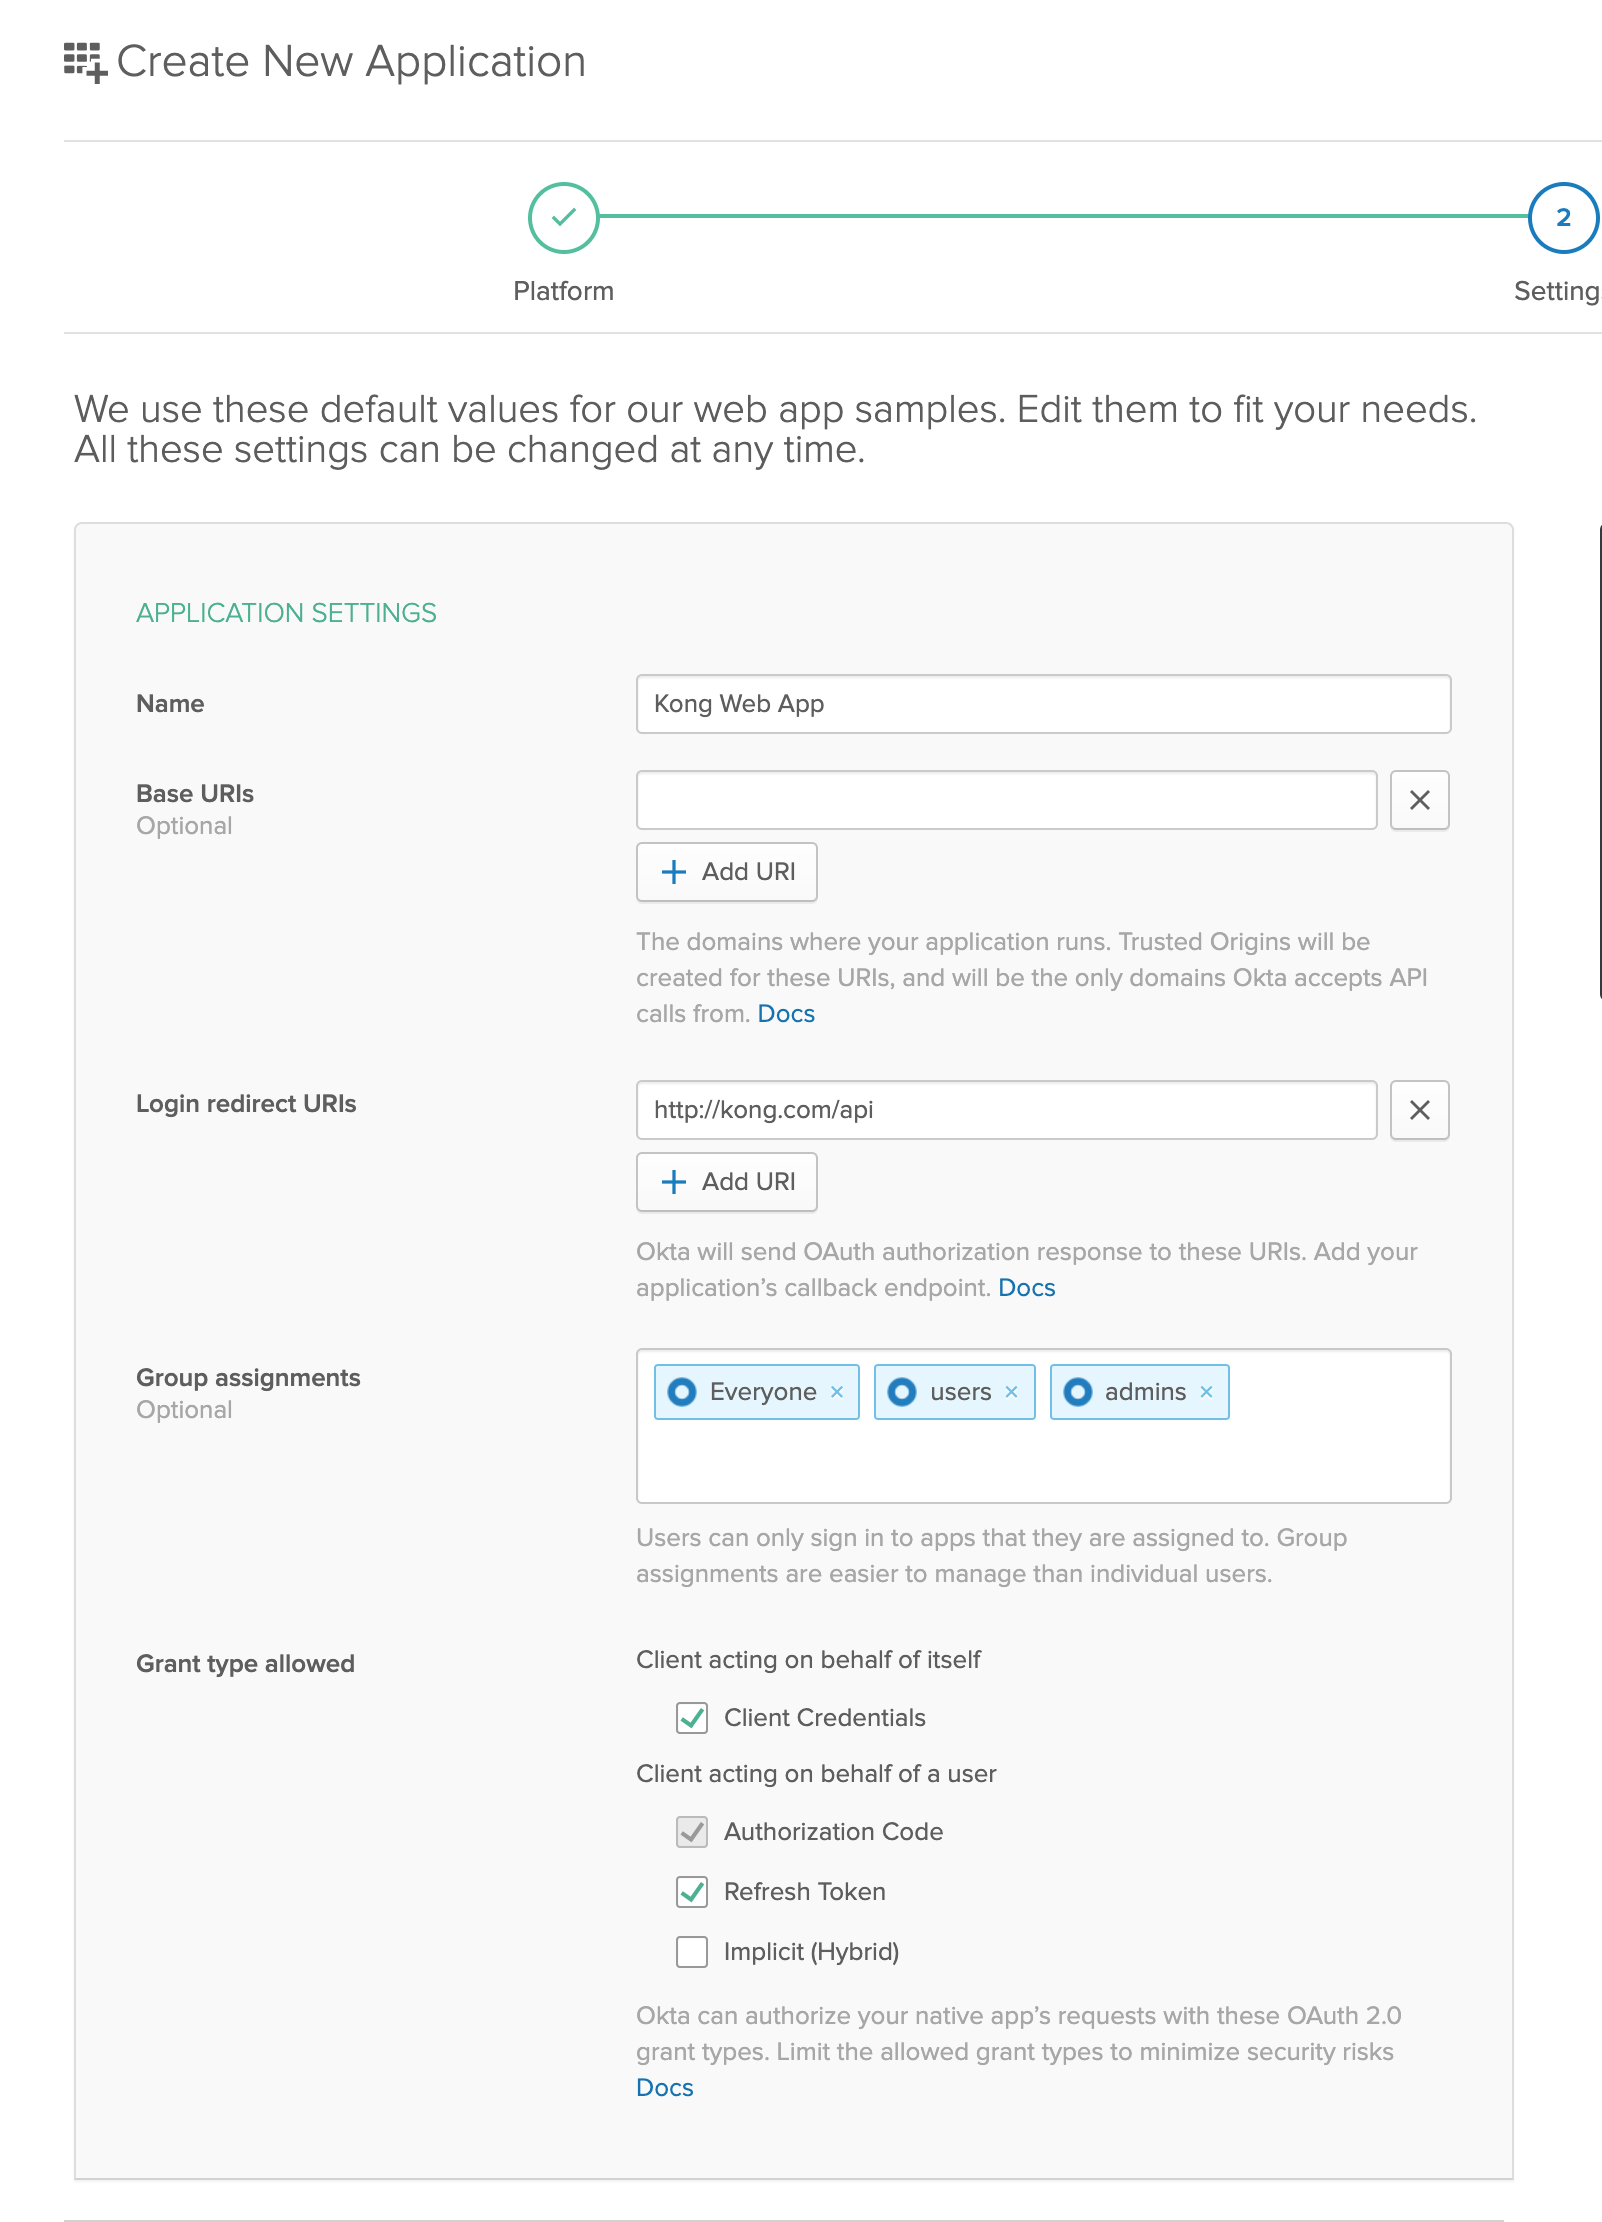 Create New Application
2
Platform
Setting
We use these default values for our web app samples. Edit them to fit your needs.
All these settings can be changed at any time.
APPLICATION SETTINGS
Name
Kong Web App
Base URIs
Optional
Add URI
The domains where your application runs. Trusted Origins will be
created for these URIs, and will be the only domains Okta accepts API
calls from. Docs
Login redirect URIs
http://kong.com/api
Add URI
Okta will send OAuth authorization response to these URIs. Add your
application's callback endpoint. Docs
Group assignments
Optional
Everyone × users × admins ×
Users can only sign in to apps that they are assigned to. Group
assignments are easier to manage than individual users.
Grant type allowed
Client acting on behalf of itself
Client Credentials
Client acting on behalf of a user
Authorization Code
Refresh Token
Implicit (Hybrid)
Okta can authorize your native app's requests with these OAuth 2.0
grant types. Limit the allowed grant types to minimize security risks
Docs